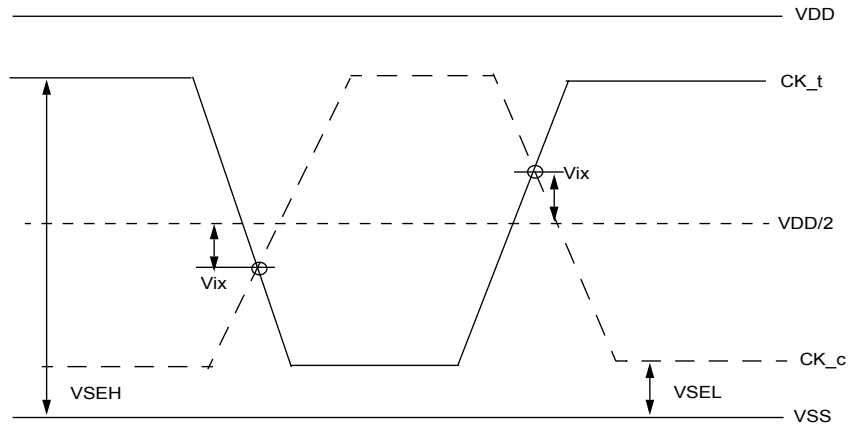 VDD
CK_t
Vix
VDD/2
Vix
CK_c
VSEH
VSEL
VSS